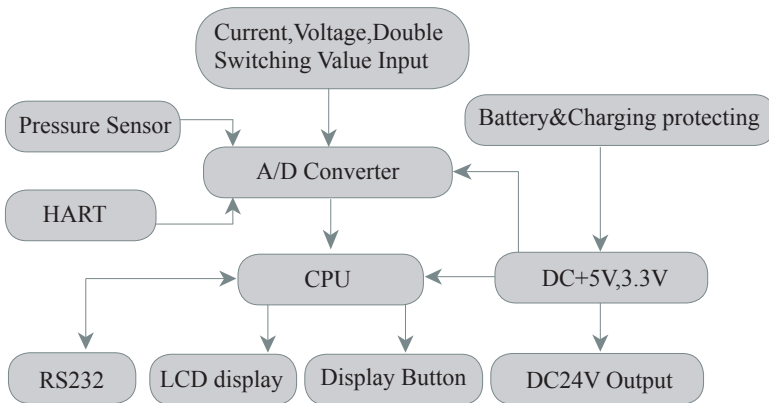 Current,Voltage,Double
Switching Value Input
Pressure Sensor
Battery&Charging protecting
A/D Converter
HART
CPU
DC+5V,3.3V
RS232
LCD display
Display Button
DC24V Output